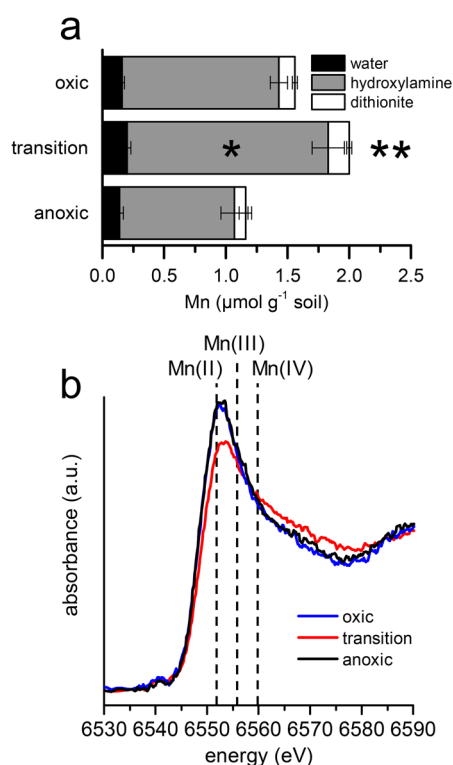 a
oxic
transition
anoxic
water
hydroxylamine
dithionite
*
**
0.0 0.5 1.0 1.5 2.0 2.5
Mn (µmol g⁻¹ soil)
b
Mn(III)
Mn(II) Mn(IV)
absorbance (a.u.)
oxic
transition
anoxic
6530 6540 6550 6560 6570 6580 6590
energy (eV)